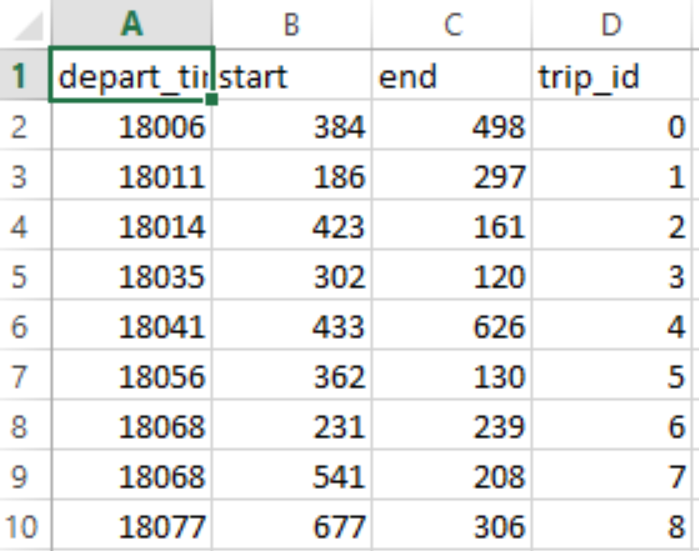 A B C D
1 depart_tir start end trip_id
2 18006 384 498 0
3 18011 186 297 1
4 18014 423 161 2
5 18035 302 120 3
6 18041 433 626 4
7 18056 362 130 5
8 18068 231 239 6
9 18068 541 208 7
10 18077 677 306 8